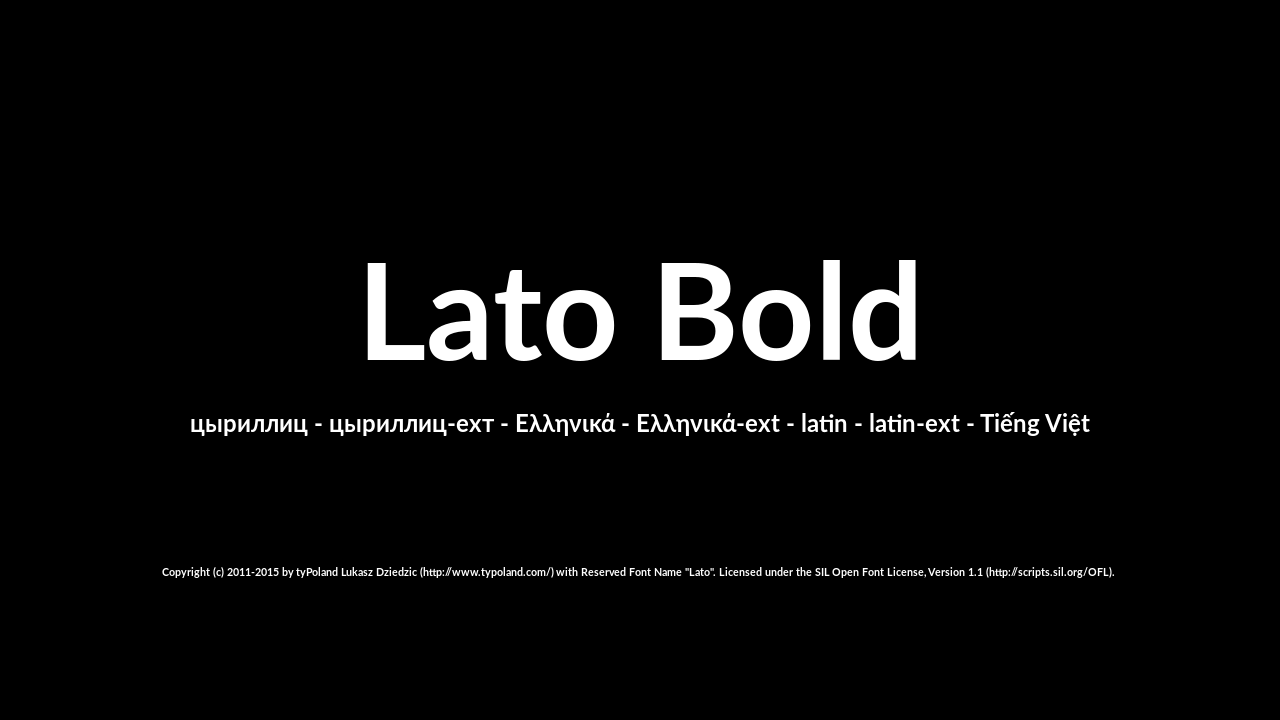 Lato Bold
цыриллиц - цыриллиц-ехт - Ελληνικά - Ελληνικά-ext - latin - latin-ext - Tiếng Việt
Copyright (c) 2011-2015 by tyPoland Lukasz Dziedzic (http://www.typoland.com/) with Reserved Font Name "Lato". Licensed under the SIL Open Font License, Version 1.1 (http://scripts.sil.org/OFL).